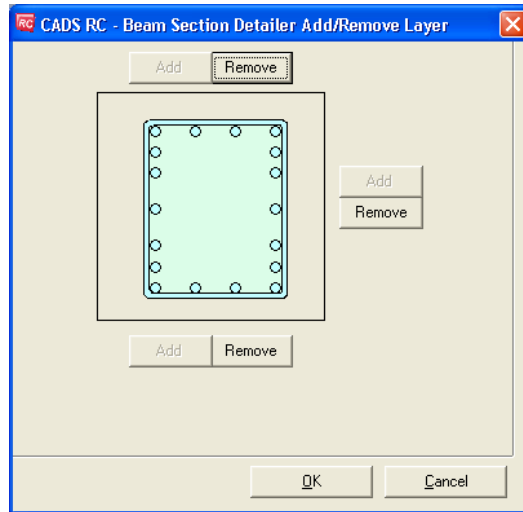 RC CADS RC - Beam Section Detailer Add/Remove Layer
Add Remove
Add
Remove
Add Remove
OK Cancel